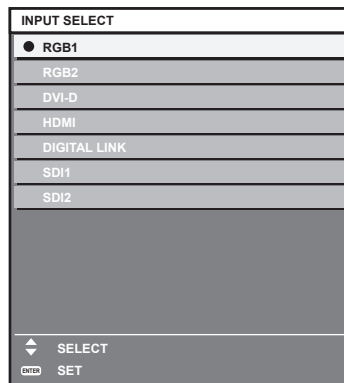 INPUT SELECT
RGB1
RGB2
DVI-D
HDMI
DIGITAL LINK
SDI1
SDI2
SELECT
ENTER SET